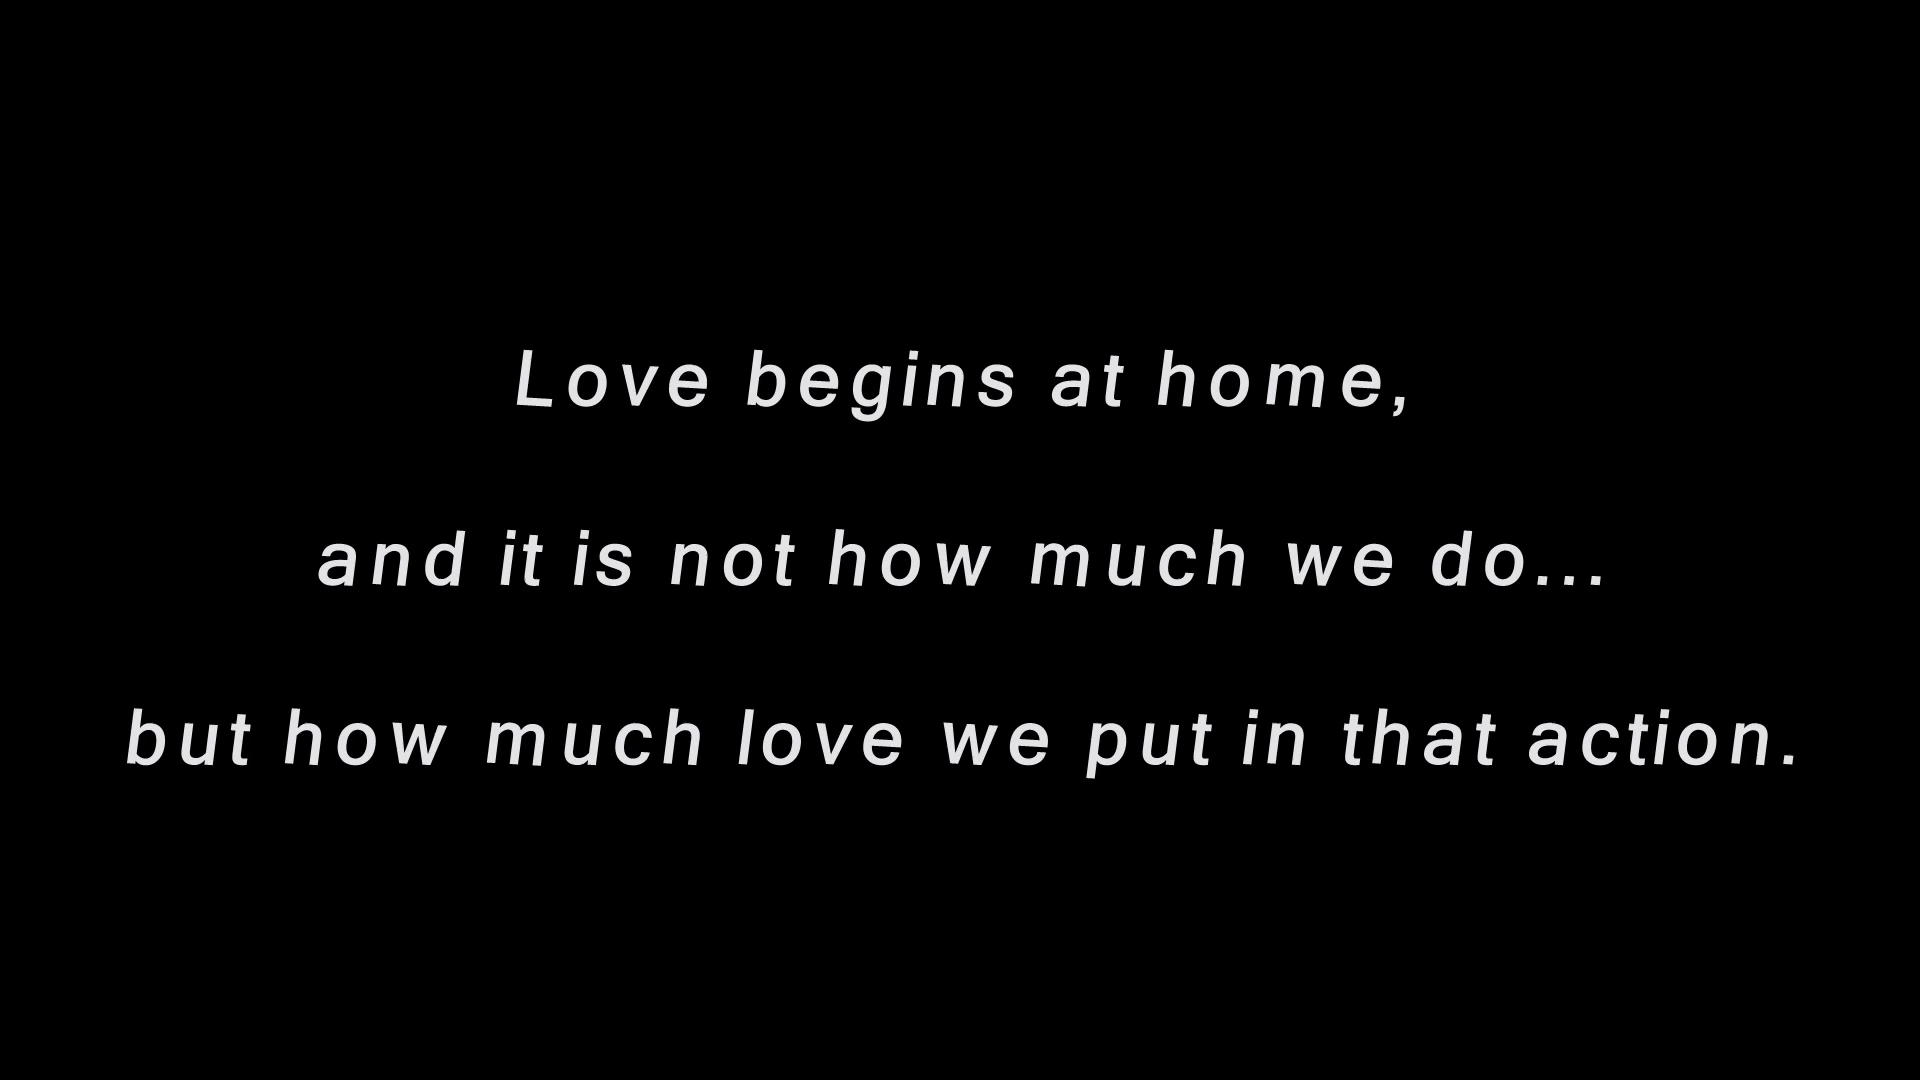 Love begins at home,
and it is not how much we do...
but how much love we put in that action.